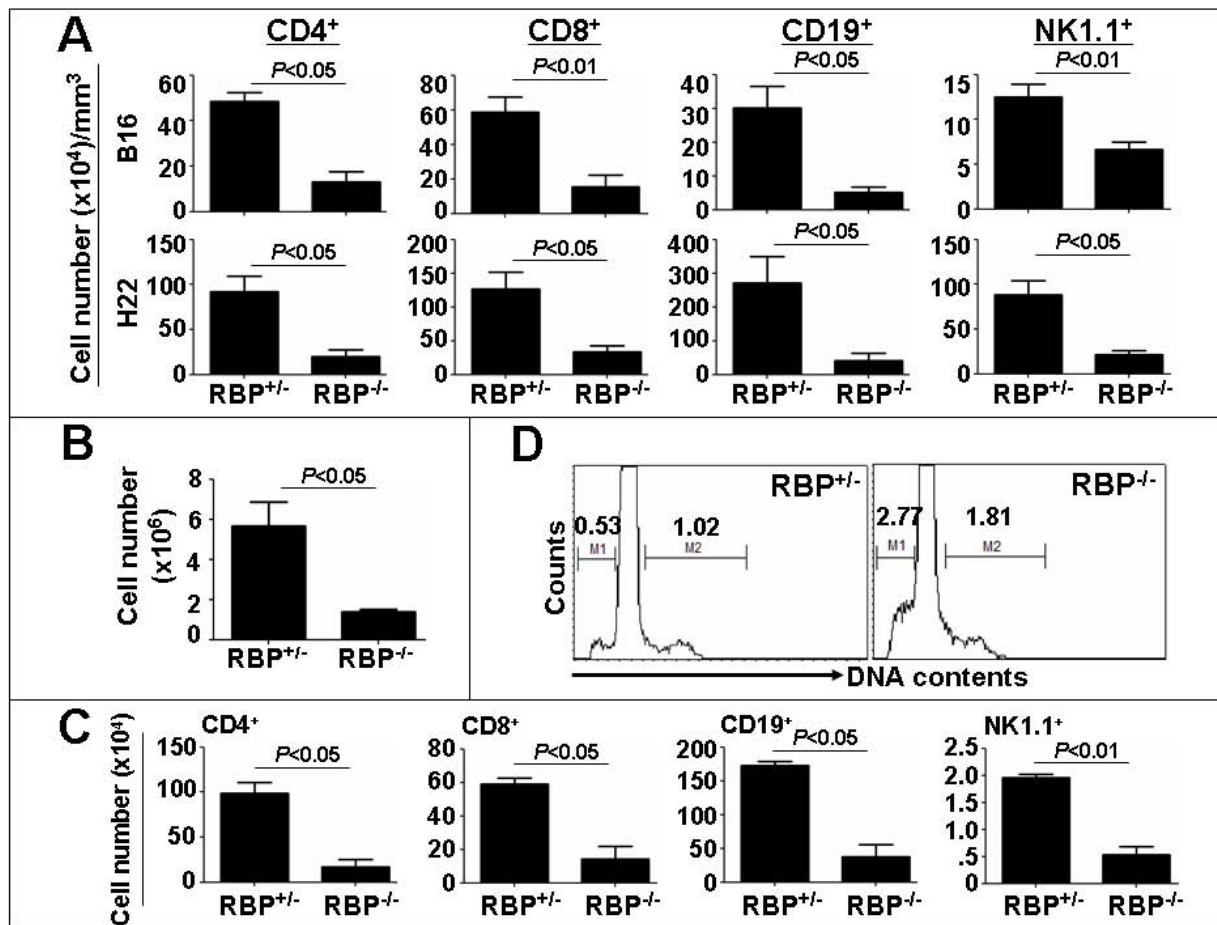 A
CD4⁺ CD8⁺ CD19⁺ NK1.1⁺
Cell number (x10⁴)/mm³
B16
P<0.05 P<0.01 P<0.05 P<0.01
60 40 20 0
80 60 40 20 0
40 30 20 10 0
15 10 5 0
H22
P<0.05 P<0.05 P<0.05 P<0.05
150 100 50 0
200 150 100 50 0
400 300 200 100 0
150 100 50 0
RBP⁺/⁻ RBP⁻/⁻ RBP⁺/⁻ RBP⁻/⁻ RBP⁺/⁻ RBP⁻/⁻ RBP⁺/⁻ RBP⁻/⁻
B
Cell number
(x10⁶)
P<0.05
8 6 4 2 0
RBP⁺/⁻ RBP⁻/⁻
D
RBP⁺/⁻ RBP⁻/⁻
0.53 1.02 2.77 1.81
M1 M2 M1 M2
Counts
DNA contents
C
Cell number (x10⁴)
CD4⁺ CD8⁺ CD19⁺ NK1.1⁺
P<0.05 P<0.05 P<0.05 P<0.01
150 100 50 0
80 60 40 20 0
200 150 100 50 0
2.5 2.0 1.5 1.0 .5 0
RBP⁺/⁻ RBP⁻/⁻ RBP⁺/⁻ RBP⁻/⁻ RBP⁺/⁻ RBP⁻/⁻ RBP⁺/⁻ RBP⁻/⁻